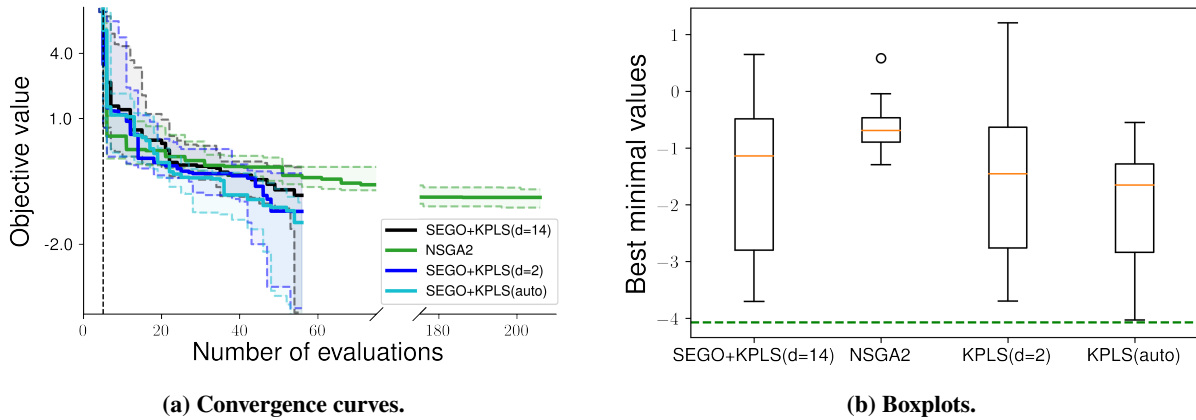 Objective value
4.0
1.0
-2.0
0
20
40
60
180
200
Number of evaluations
SEGO+KPLS(d=14)
NSGA2
SEGO+KPLS(d=2)
SEGO+KPLS(auto)
(a) Convergence curves.
Best minimal values
1
0
−1
−2
−3
−4
SEGO+KPLS(d=14)
NSGA2
KPLS(d=2)
KPLS(auto)
(b) Boxplots.